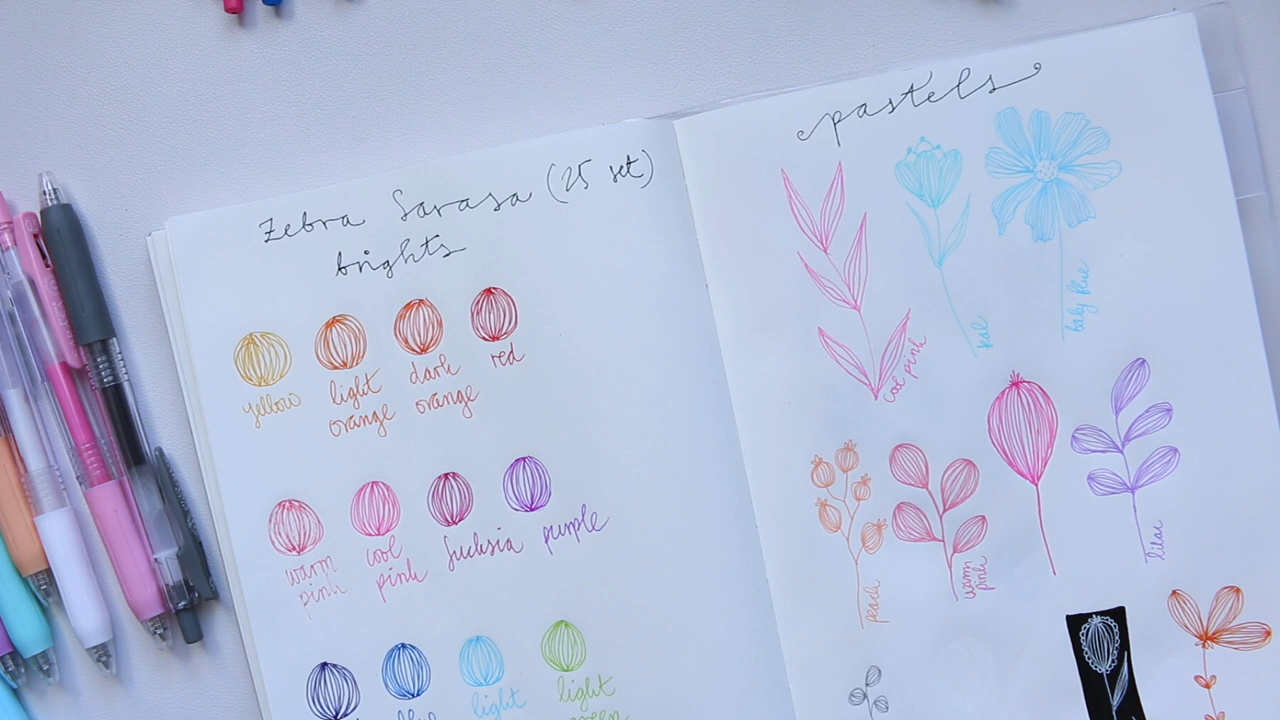 Zebra Sarasa (25 set)
brights
yellow
light
orange
dark
orange
red
warm
pink
cool
pink
fuchsia
purple
light
light
green
pastels
cool pink
baby blue
peach
warm
pink
lilac